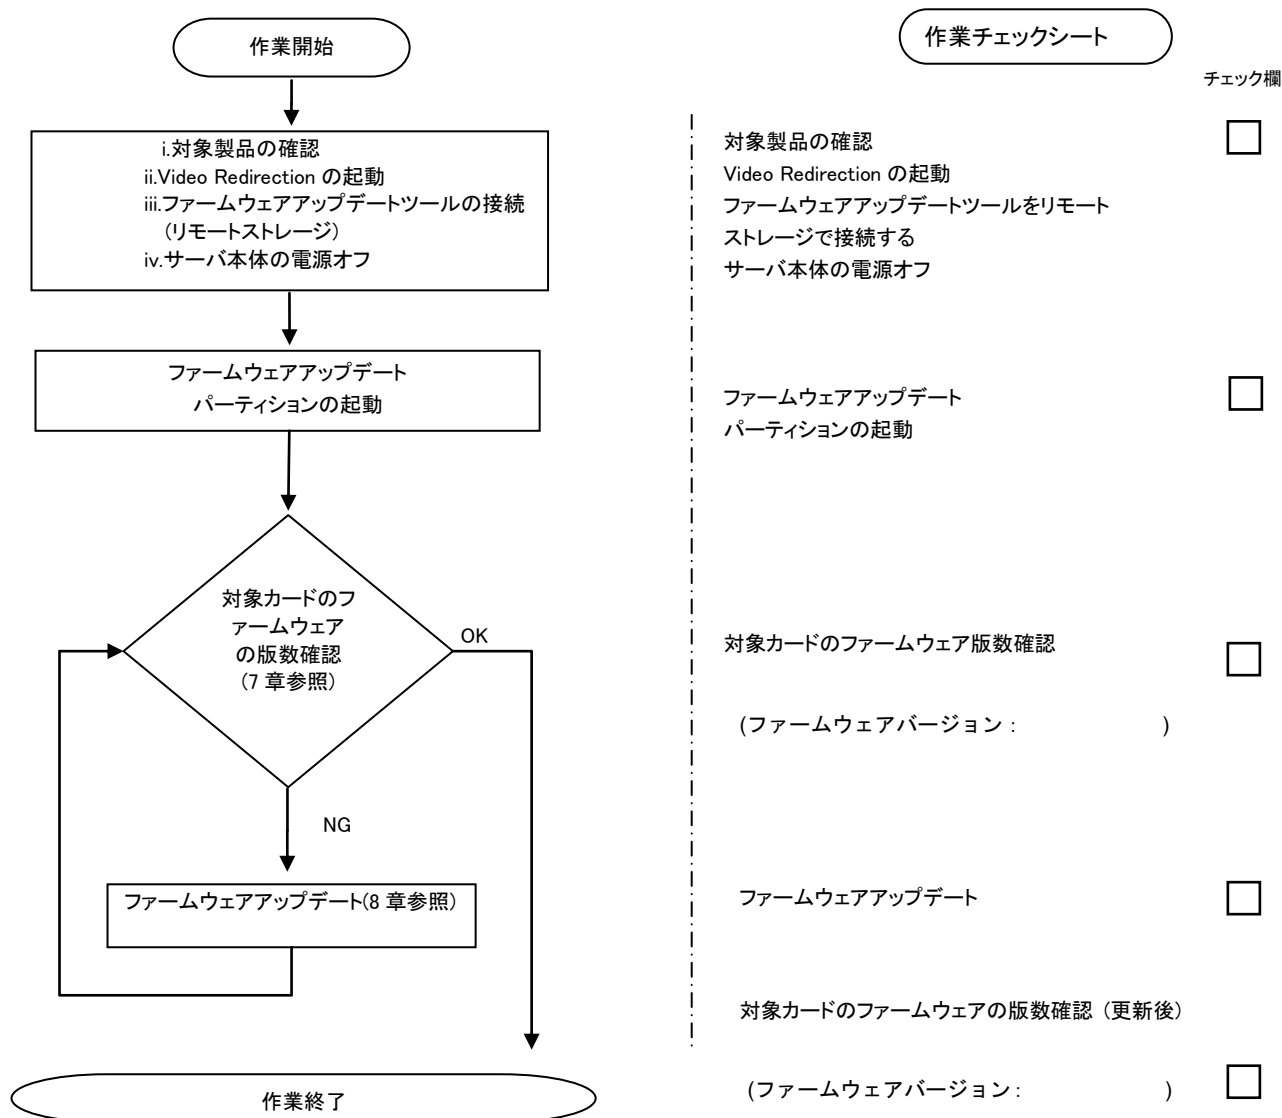 作業開始
i.対象製品の確認
ii.Video Redirection の起動
iii.ファームウェアアップデートツールの接続
(リモートストレージ)
iv.サーバ本体の電源オフ
ファームウェアアップデート
パーティションの起動
対象カードのフ
ァームウェア
の版数確認
(7 章参照)
OK
NG
ファームウェアアップデート(8 章参照)
作業終了
作業チェックシート
チェック欄
対象製品の確認
Video Redirection の起動
ファームウェアアップデートツールをリモート
ストレージで接続する
サーバ本体の電源オフ
ファームウェアアップデート
パーティションの起動
対象カードのファームウェア版数確認
(ファームウェアバージョン : )
ファームウェアアップデート
対象カードのファームウェアの版数確認 (更新後)
(ファームウェアバージョン : )